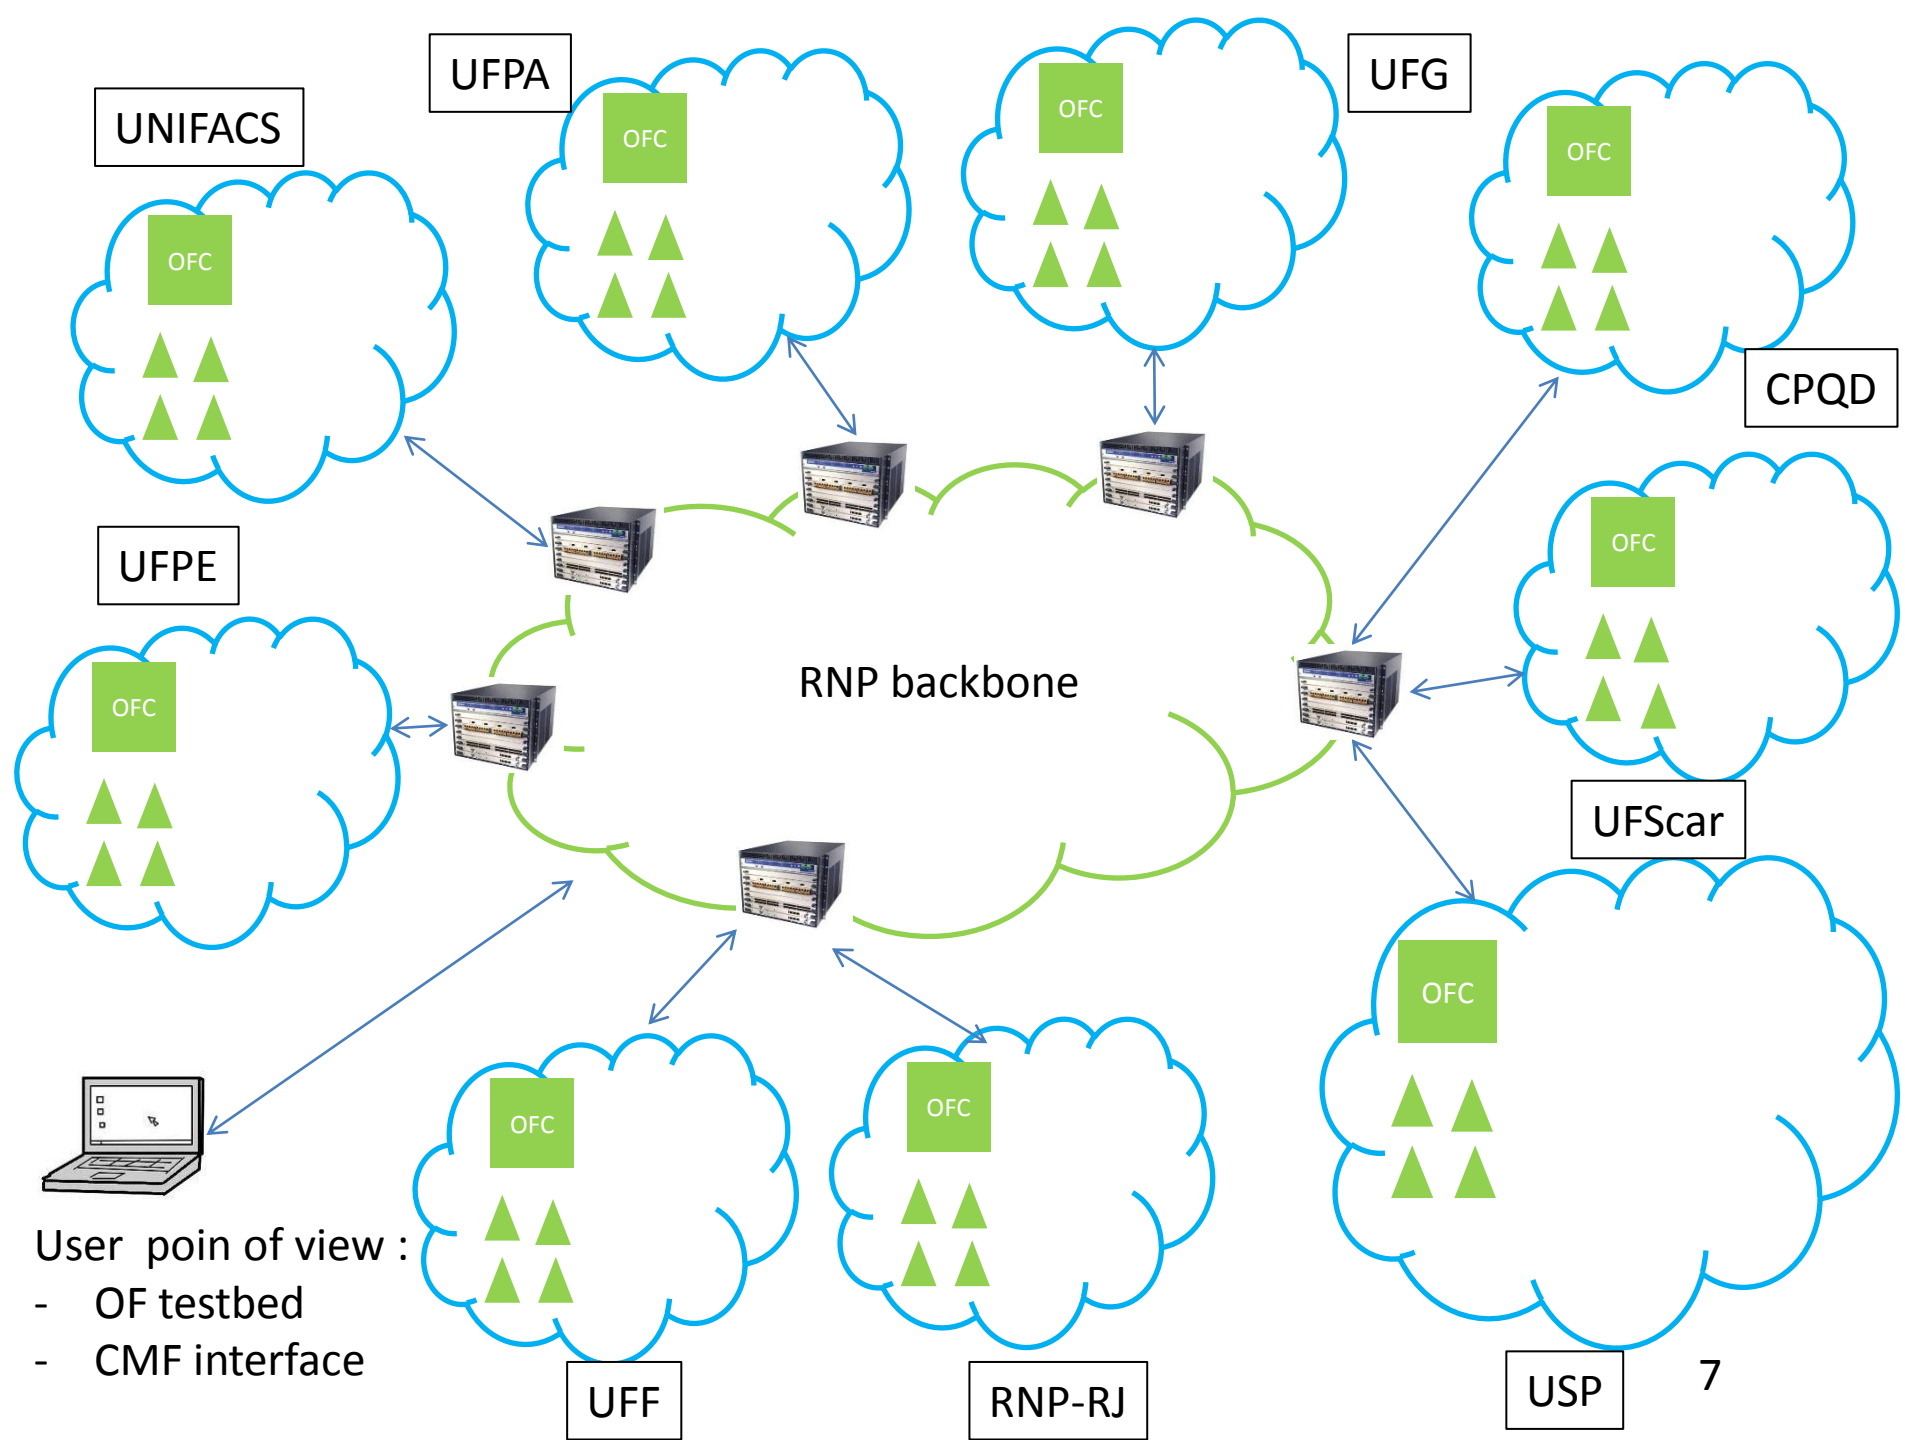 UFPA
UFG
UNIFACS
OFC
OFC
OFC
OFC
CPQD
UFPE
OFC
OFC
RNP backbone
UFScar
OFC
OFC
OFC
User  poin of view :
- OF testbed
- CMF interface
UFF
RNP-RJ
USP
7